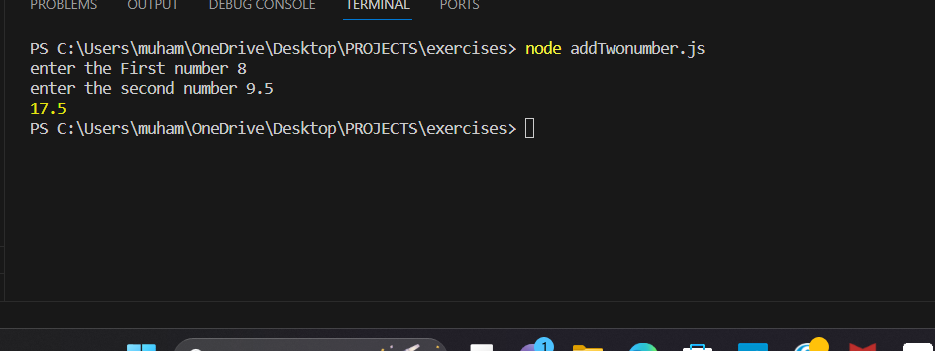 PROBLEMS OUTPUT DEBUG CONSOLE TERMINAL PORTS
PS C:\Users\muham\OneDrive\Desktop\PROJECTS\exercises> node addTwonumber.js
enter the First number 8
enter the second number 9.5
17.5
PS C:\Users\muham\OneDrive\Desktop\PROJECTS\exercises>
1